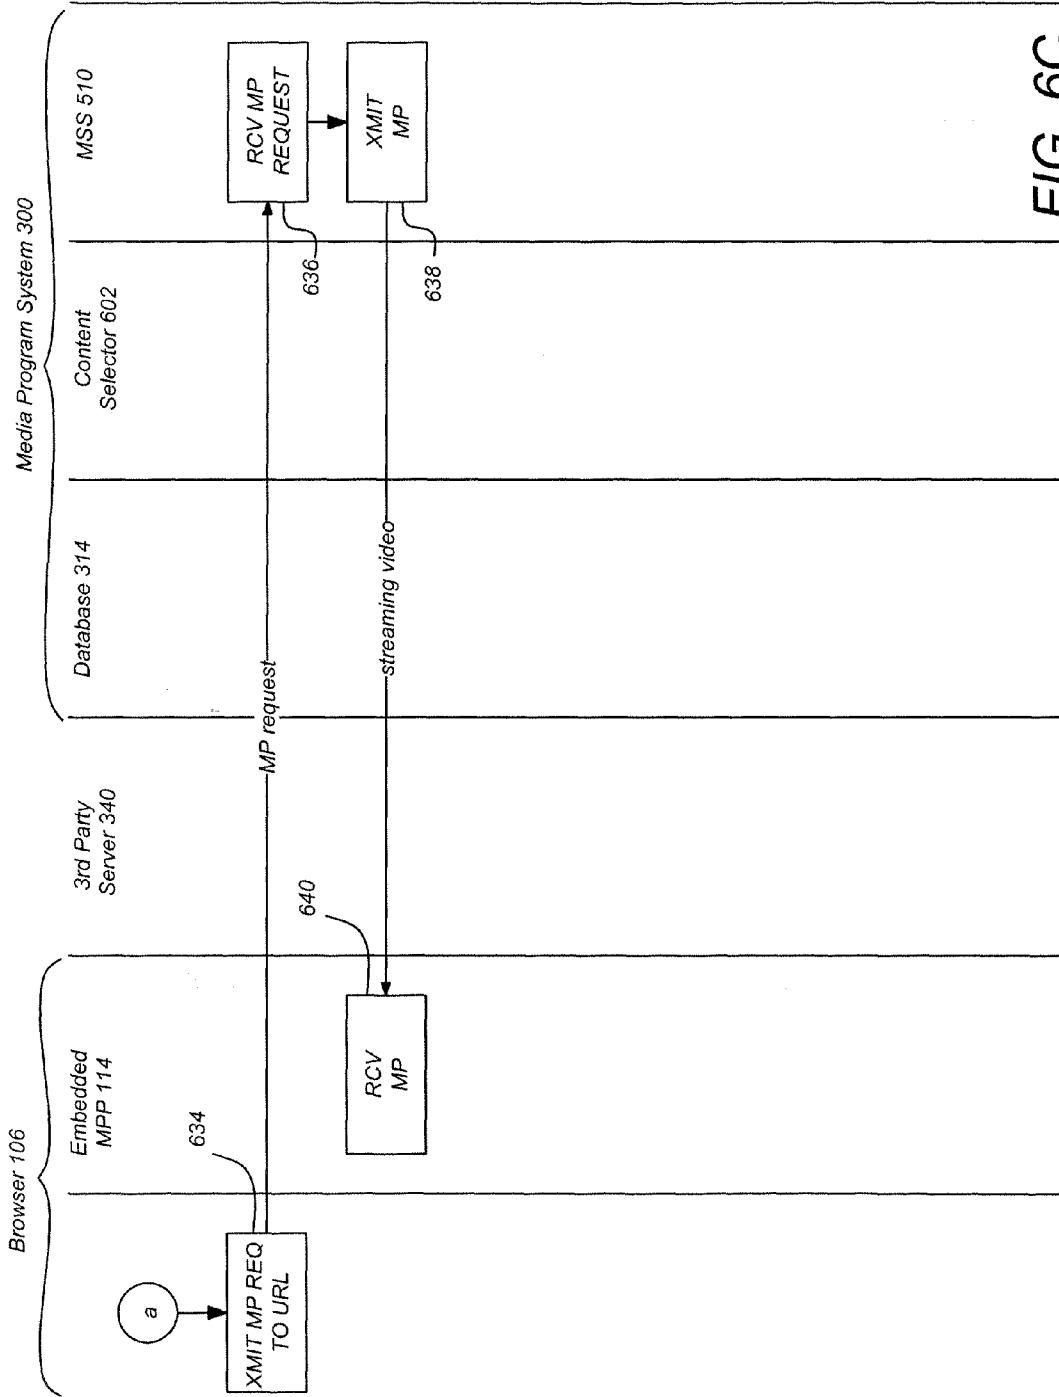 Browser 106
Media Program System 300
Embedded
MPP 114
3rd Party
Server 340
Database 314
Content
Selector 602
MSS 510
a
XMIT MP REQ
TO URL
634
MP request
RCV MP
REQUEST
636
XMIT
MP
638
streaming video
RCV
MP
640
FIG. 6C